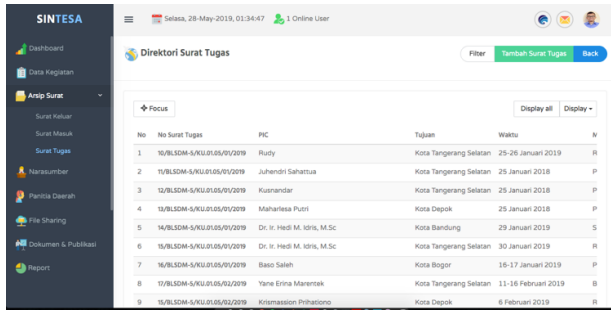 SINTESA
Selasa, 28-May-2019, 01:34:47
1 Online User
Dashboard
Data Kegiatan
Arsip Surat
Surat Keluar
Surat Masuk
Surat Tugas
Narasumber
Panitia Daerah
File Sharing
Dokumen & Publikasi
Report
Direktori Surat Tugas
Filter
Tambah Surat Tugas
Back
Focus
Display all
Display
No No Surat Tugas PIC Tujuan Waktu
1 10/BLSDM-5/KU.01.05/01/2019 Rudy Kota Tangerang Selatan 25-26 Januari 2019 R
2 11/BLSDM-5/KU.01.05/01/2019 Juhendri Sahattua Kota Tangerang Selatan 25 Januari 2018 P
3 12/BLSDM-5/KU.01.05/01/2019 Kusnandar Kota Tangerang Selatan 25 Januari 2018 P
4 13/BLSDM-5/KU.01.05/01/2019 Maharlesa Putri Kota Depok 25 Januari 2018 P
5 14/BLSDM-5/KU.01.05/01/2019 Dr. Ir. Hedi M. Idris, M.Sc Kota Bandung 29 Januari 2019 S
6 15/BLSDM-5/KU.01.05/01/2019 Dr. Ir. Hedi M. Idris, M.Sc Kota Tangerang Selatan 30 Januari 2019 R
7 16/BLSDM-5/KU.01.05/01/2019 Baso Saleh Kota Bogor 16-17 Januari 2019 P
8 17/BLSDM-5/KU.01.05/02/2019 Yane Erina Marentek Kota Tangerang Selatan 11-16 Februari 2019 B
9 15/BLSDM-5/KU.01.05/02/2019 Krismassion Prihationo Kota Depok 6 Februari 2019 R